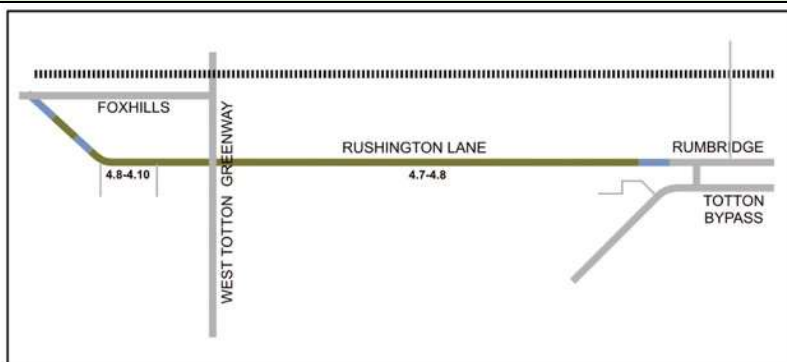 FOXHILLS
WEST TOTTON GREENWAY
RUSHINGTON LANE
RUMBRIDGE
4.8-4.10
4.7-4.8
TOTTON
BYPASS